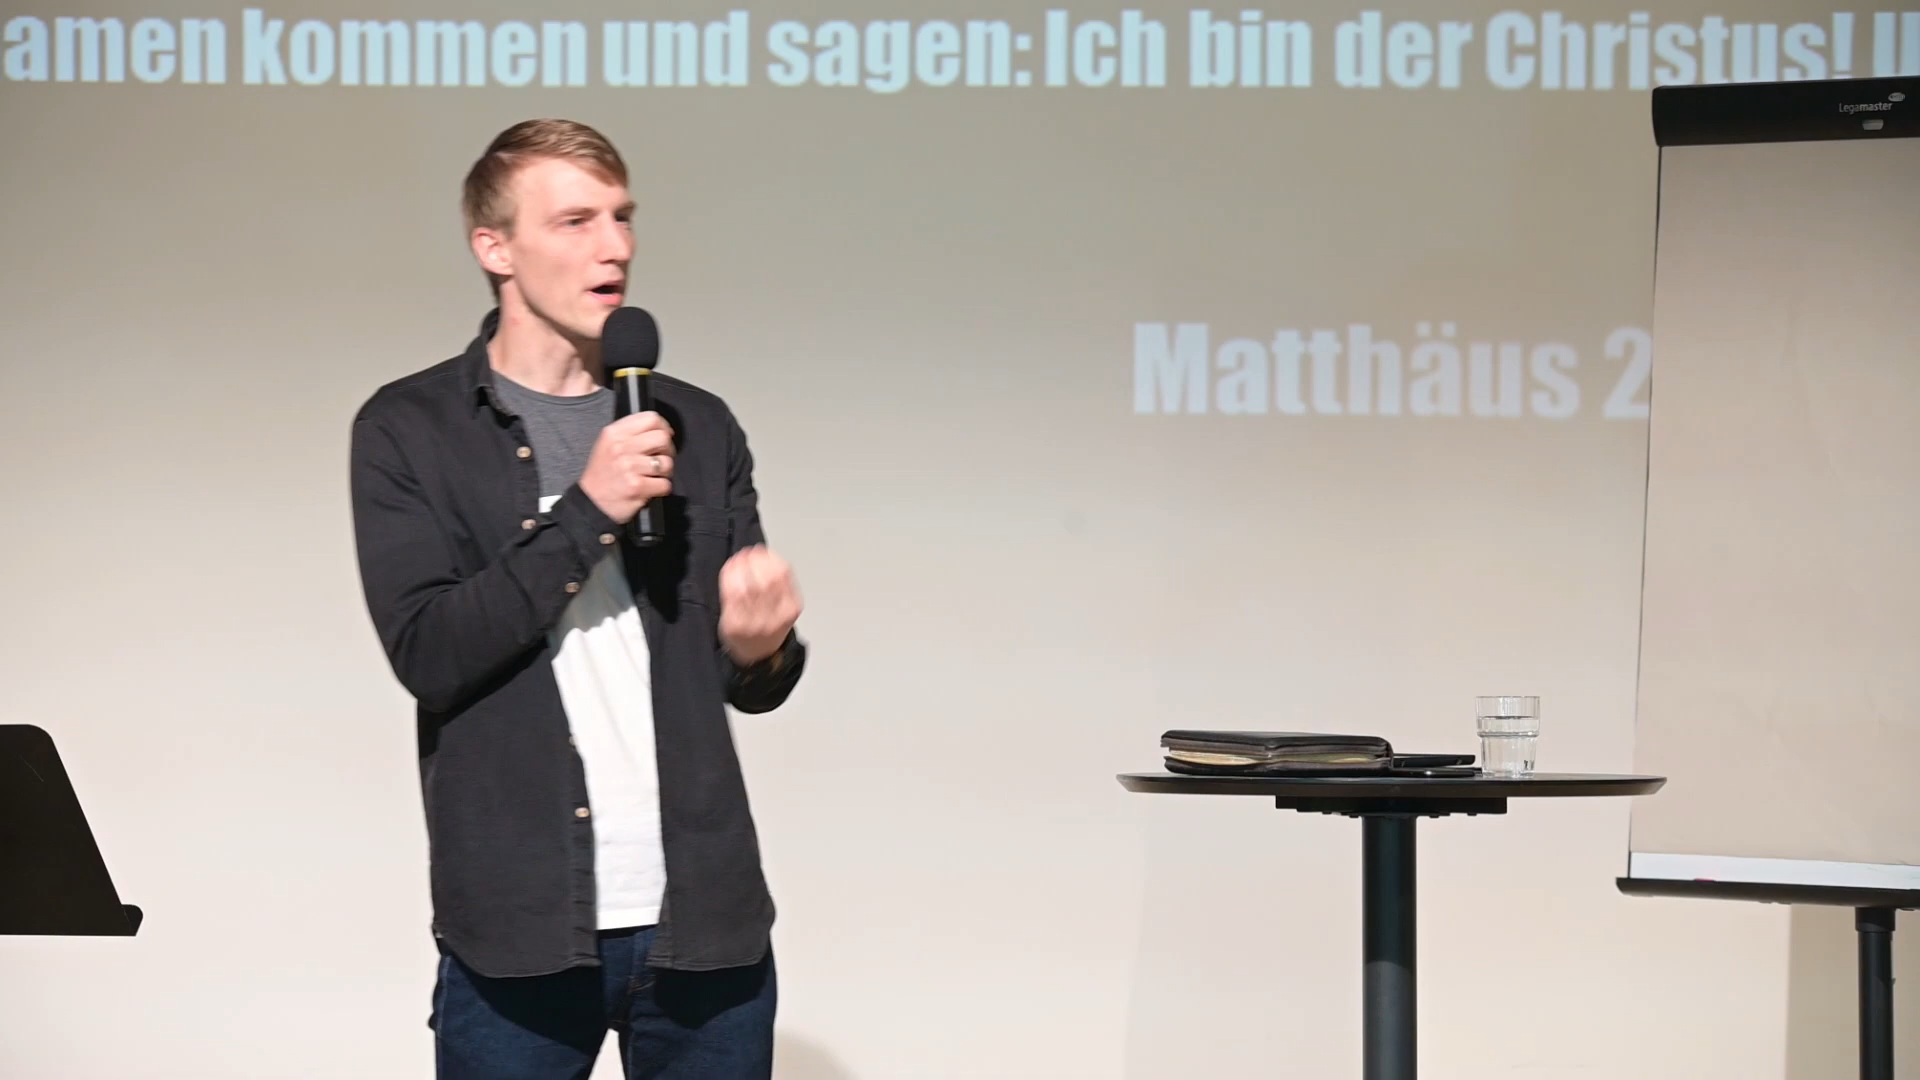 amen kommen und sagen: Ich bin der Christus!
Legamaster
Matthäus 2